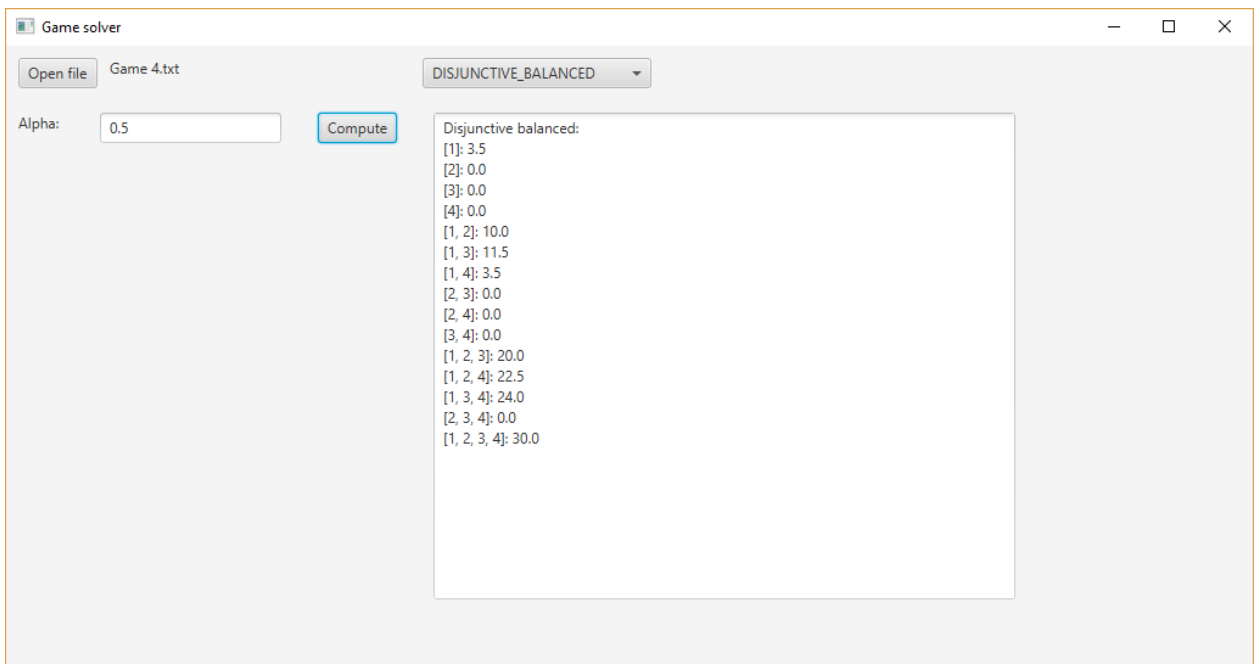 Game solver
Open file
Game 4.txt
DISJUNCTIVE_BALANCED
Alpha:
0.5
Compute
Disjunctive balanced:
[1]: 3.5
[2]: 0.0
[3]: 0.0
[4]: 0.0
[1, 2]: 10.0
[1, 3]: 11.5
[1, 4]: 3.5
[2, 3]: 0.0
[2, 4]: 0.0
[3, 4]: 0.0
[1, 2, 3]: 20.0
[1, 2, 4]: 22.5
[1, 3, 4]: 24.0
[2, 3, 4]: 0.0
[1, 2, 3, 4]: 30.0